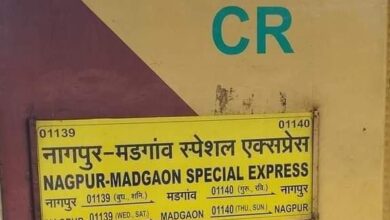 CR
01139 01140
नागपुर-मडगांव स्पेशल एक्सप्रेस
NAGPUR-MADGAON SPECIAL EXPRESS
नागपुर 01139 (बुध, शनि.) मडगांव 01140 (गुरु, रवि.) नागपुर
NAGPUR 01139 (WED, SAT.) MADGAON 01140 (THU, SUN) NAGPUR